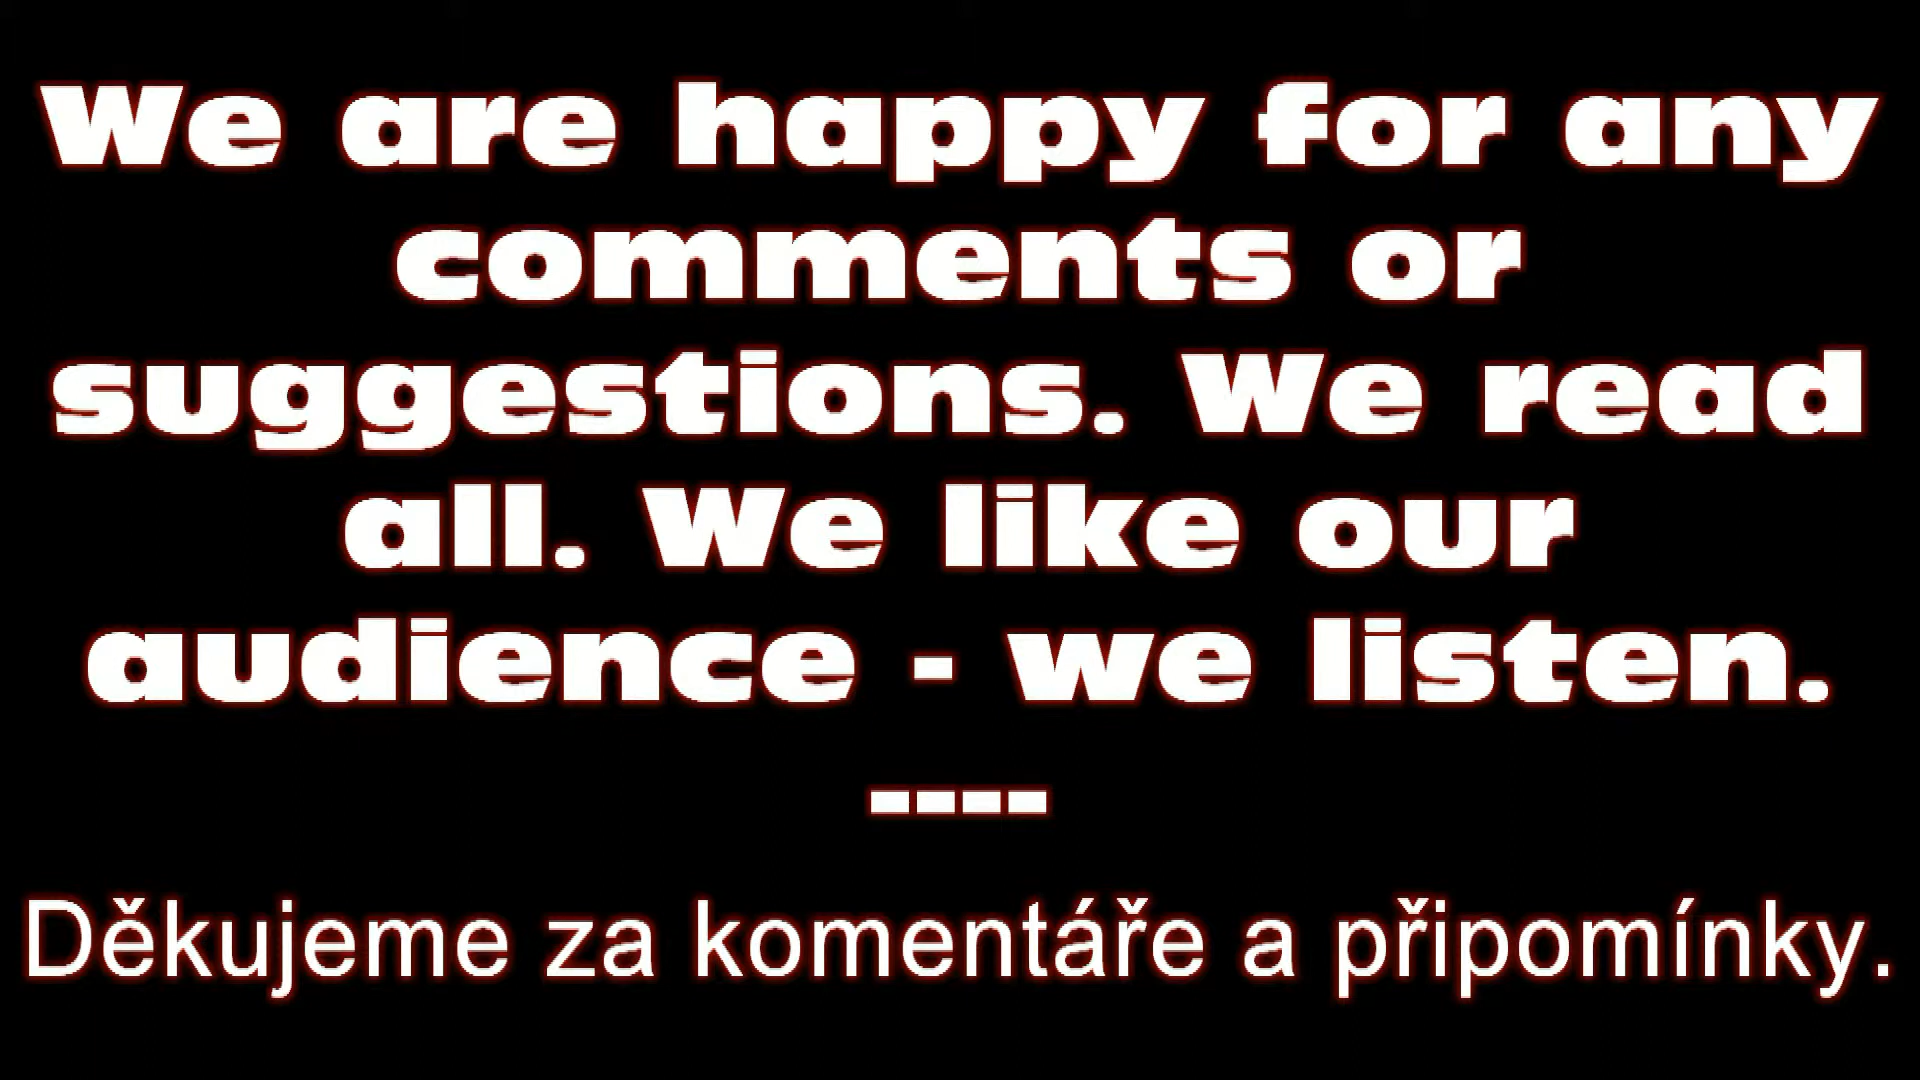 We are happy for any
comments or
suggestions. We read
all. We like our
audience - we listen.
----
Děkujeme za komentáře a připomínky.